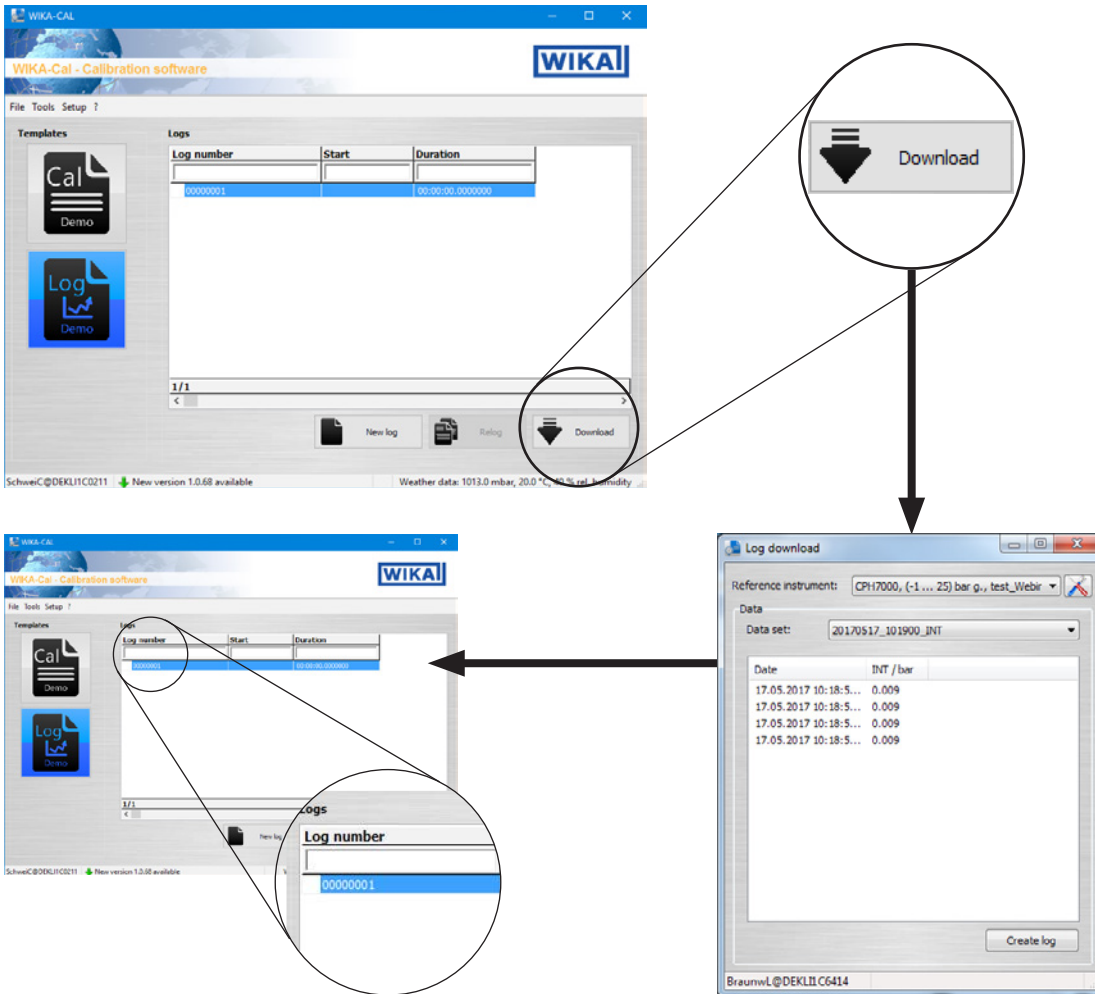 WIKA-CAL
WIKA-Cal - Calibration software
WIKA
File Tools Setup ?
Templates
Logs
Log number Start Duration
00000001 00:00:00.0000000
Cal
Demo
Log
Demo
1/1
New log Relog Download
SchweiC@DEKLI1C0211 New version 1.0.68 available Weather data: 1013.0 mbar, 20.0 °C, 40 % rel. humidity
Download
Log download
Reference instrument: CPH7000, (-1 ... 25) bar g., test_Webir
Data
Data set: 20170517_101900_INT
Date INT / bar
17.05.2017 10:18:5... 0.009
17.05.2017 10:18:5... 0.009
17.05.2017 10:18:5... 0.009
17.05.2017 10:18:5... 0.009
Create log
BraunwL@DEKLI1C6414
WIKA-CAL
WIKA-Cal - Calibration software
WIKA
File Tools Setup ?
Templates
Logs
Log number Start Duration
00000001 00:00:00.0000000
Cal
Demo
Log
Demo
1/1
New log
SchweiC@DEKLI1C0211 New version 1.0.68 available
Logs
Log number
00000001